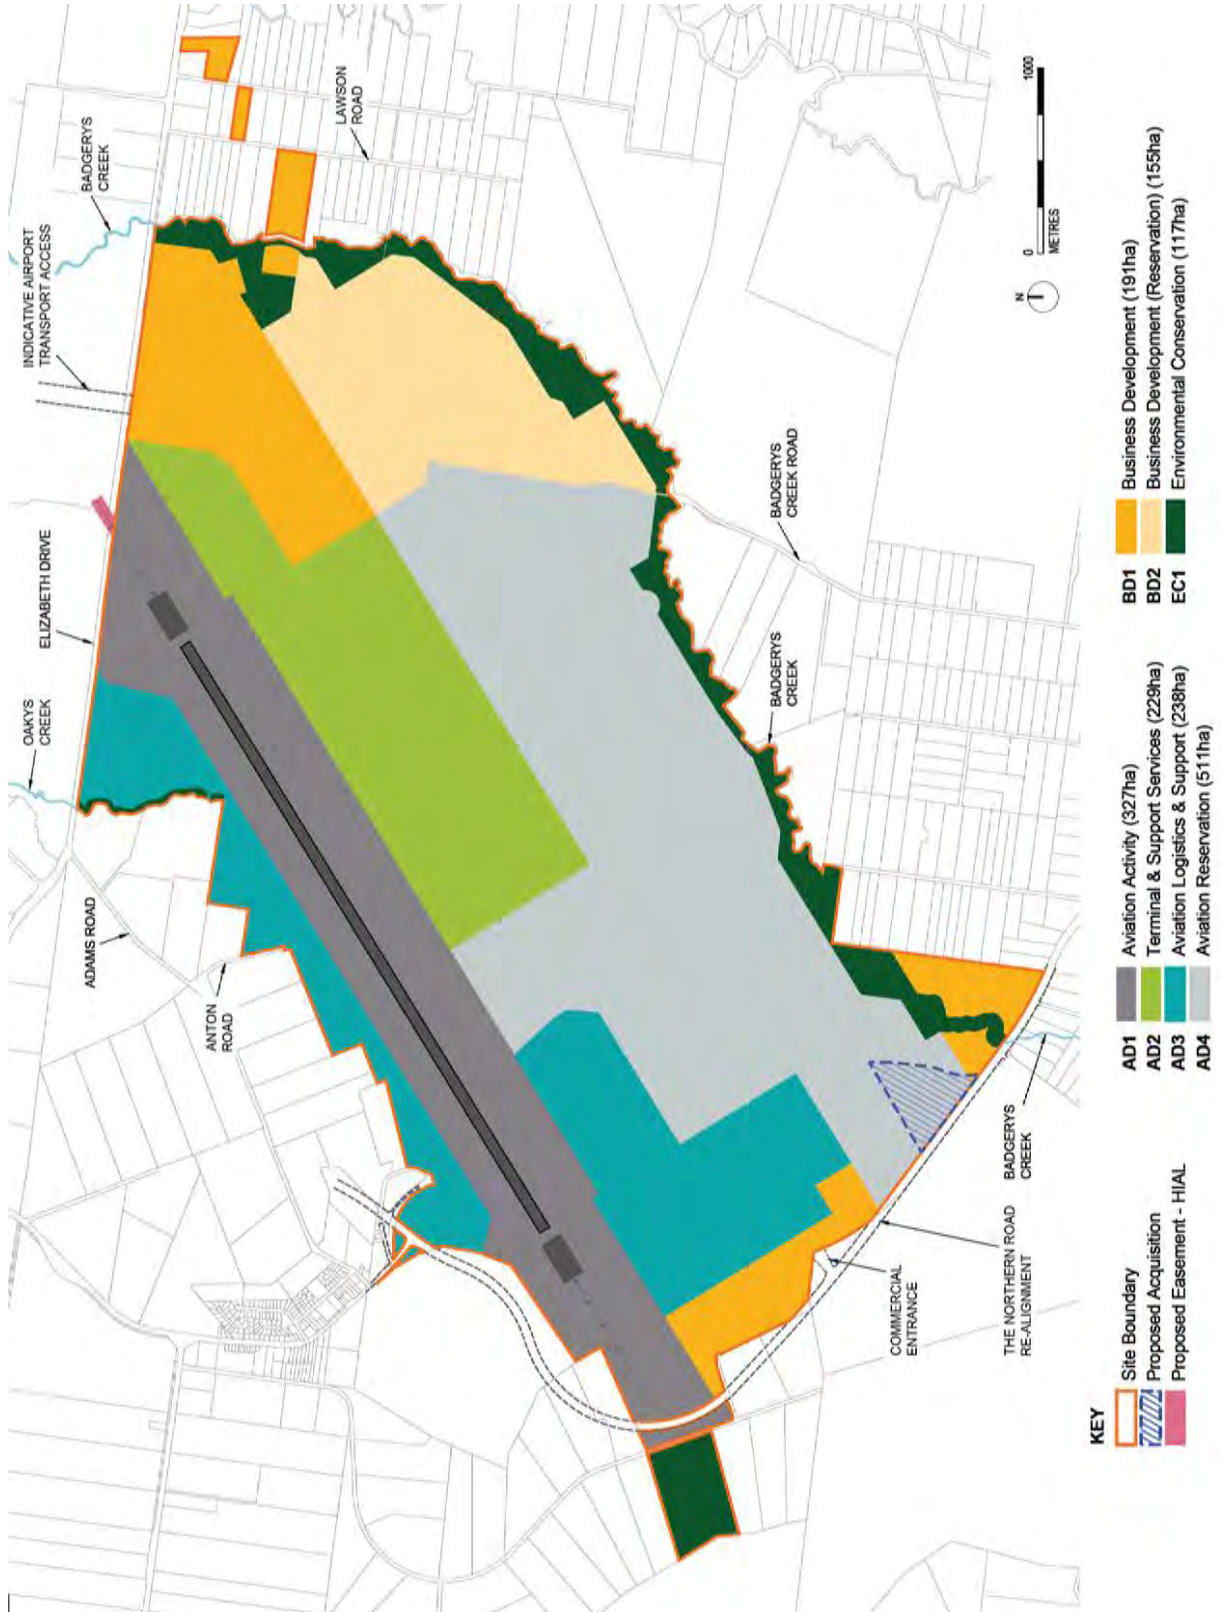 INDICATIVE AIRPORT
TRANSPORT ACCESS
BADGERYS
CREEK
LAWSON
ROAD
ELIZABETH DRIVE
OAKYS
CREEK
ADAMS ROAD
ANTON
ROAD
BADGERYS
CREEK ROAD
BADGERYS
CREEK
BADGERYS
CREEK
THE NORTHERN ROAD
RE-ALIGNMENT
COMMERCIAL
ENTRANCE
N
0
1000
METRES
KEY
Site Boundary
Proposed Acquisition
Proposed Easement - HIAL
AD1 Aviation Activity (327ha)
AD2 Terminal & Support Services (229ha)
AD3 Aviation Logistics & Support (238ha)
AD4 Aviation Reservation (511ha)
BD1 Business Development (191ha)
BD2 Business Development (Reservation) (155ha)
EC1 Environmental Conservation (117ha)